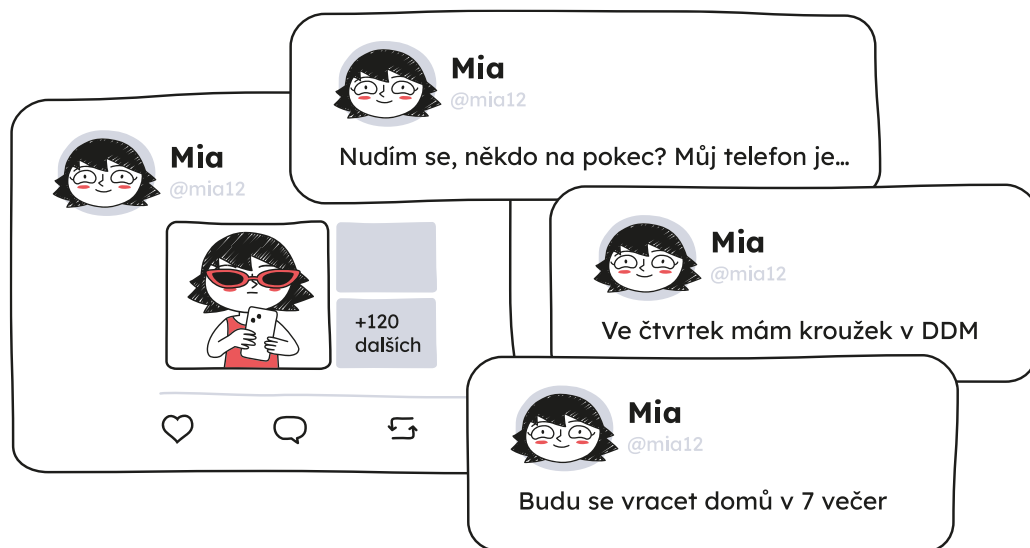 Mia
@mia12
Nudím se, někdo na pokec? Můj telefon je…
Mia
@mia12
+120
dalších
Mia
@mia12
Ve čtvrtek mám kroužek v DDM
Mia
@mia12
Budu se vracet domů v 7 večer